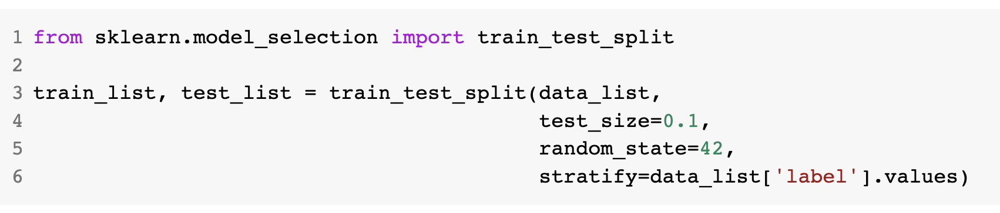 1 from sklearn.model_selection import train_test_split
2
3 train_list, test_list = train_test_split(data_list,
4                                          test_size=0.1,
5                                          random_state=42,
6                                          stratify=data_list['label'].values)